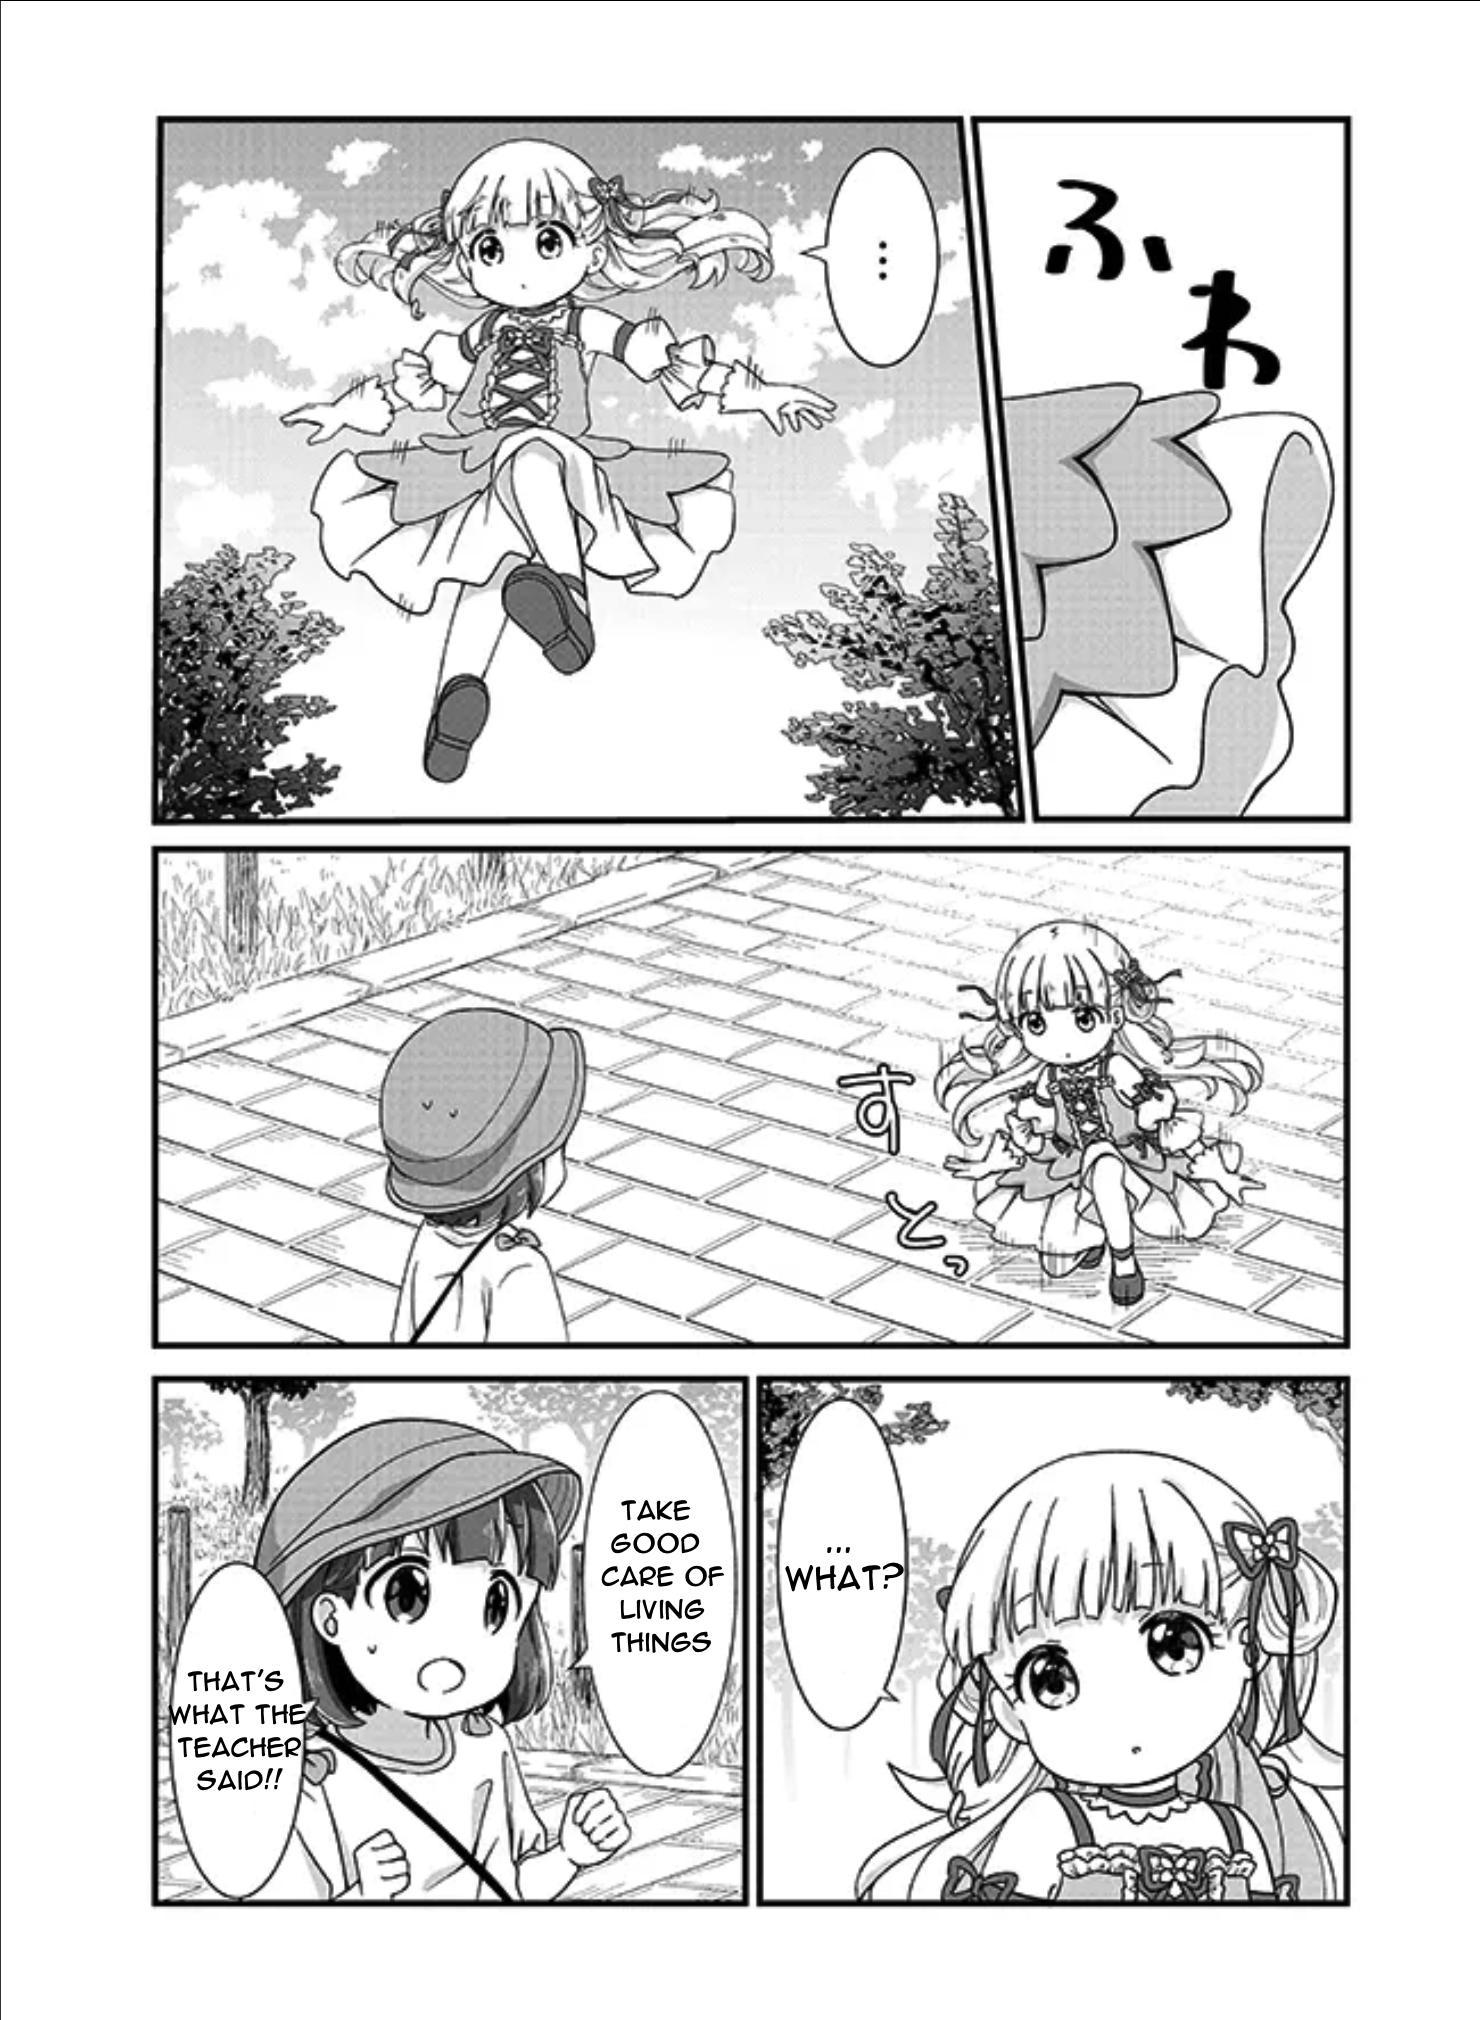 ふわ
...
すとっ
...
WHAT?
TAKE
GOOD
CARE OF
LIVING
THINGS
THAT'S
WHAT THE
TEACHER
SAID!!